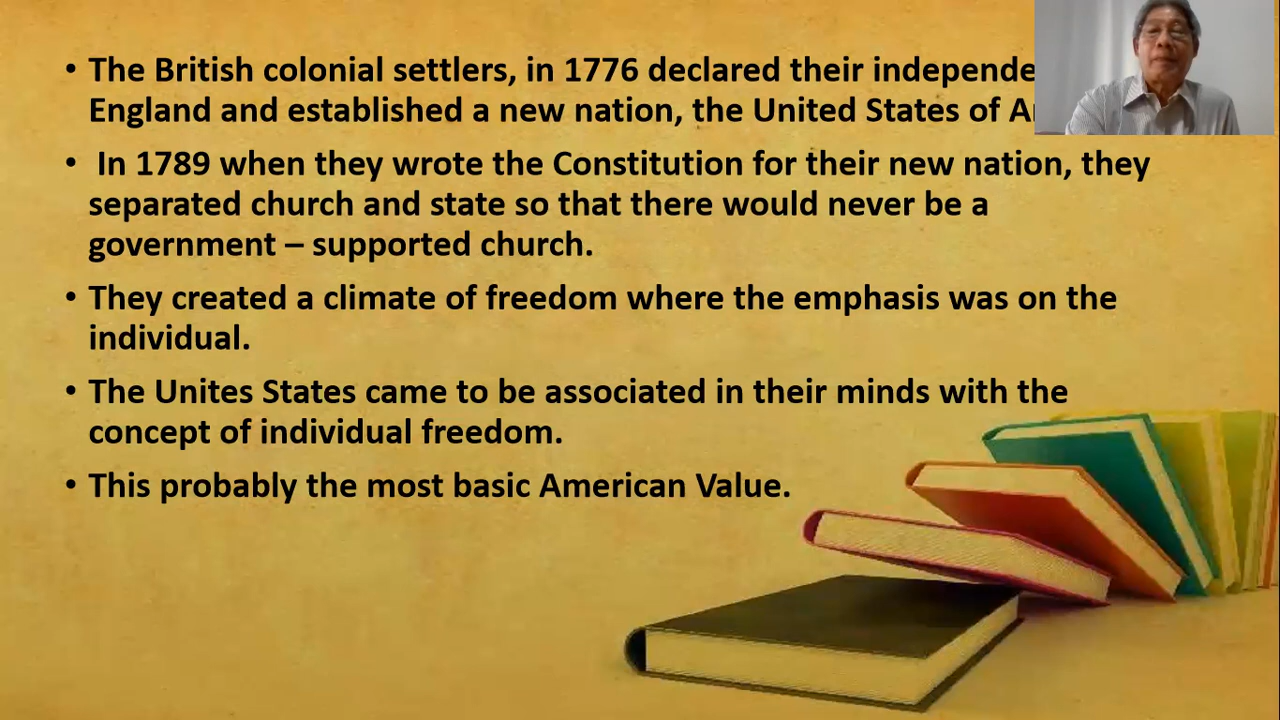 • The British colonial settlers, in 1776 declared their independe
England and established a new nation, the United States of A
• In 1789 when they wrote the Constitution for their new nation, they
separated church and state so that there would never be a
government – supported church.
• They created a climate of freedom where the emphasis was on the
individual.
• The Unites States came to be associated in their minds with the
concept of individual freedom.
• This probably the most basic American Value.